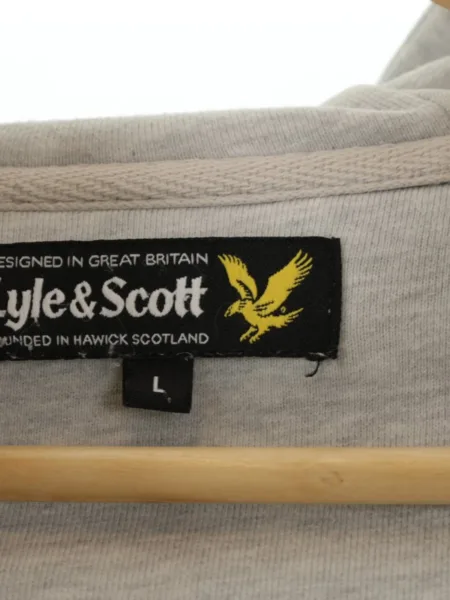 ESIGNED IN GREAT BRITAIN
Lyle & Scott
OUNDED IN HAWICK SCOTLAND
L